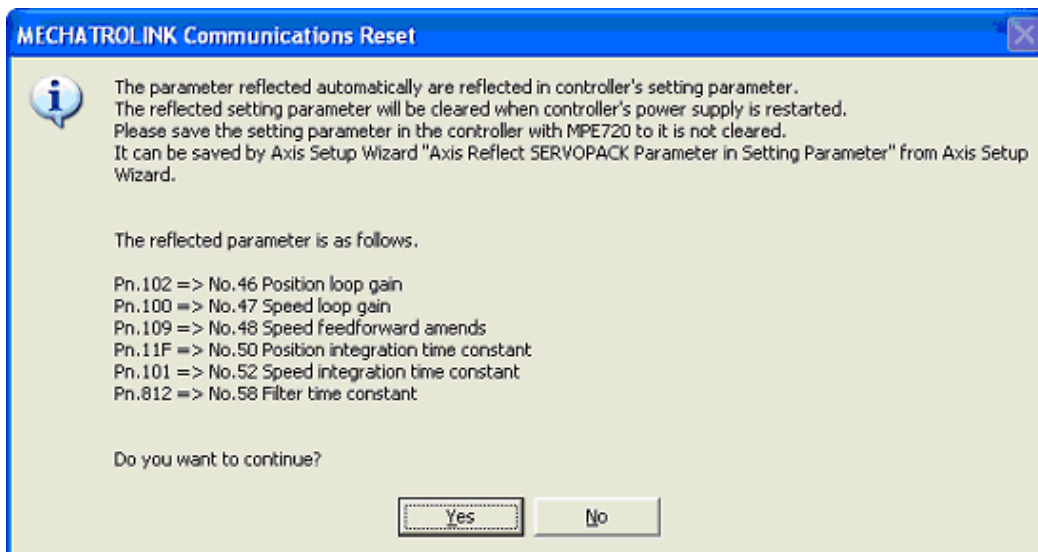 MECHATROLINK Communications Reset
The parameter reflected automatically are reflected in controller's setting parameter.
The reflected setting parameter will be cleared when controller's power supply is restarted.
Please save the setting parameter in the controller with MPE720 to it is not cleared.
It can be saved by Axis Setup Wizard "Axis Reflect SERVOPACK Parameter in Setting Parameter" from Axis Setup
Wizard.
The reflected parameter is as follows.
Pn.102 => No.46 Position loop gain
Pn.100 => No.47 Speed loop gain
Pn.109 => No.48 Speed feedforward amends
Pn.11F => No.50 Position integration time constant
Pn.101 => No.52 Speed integration time constant
Pn.812 => No.58 Filter time constant
Do you want to continue?
Yes No